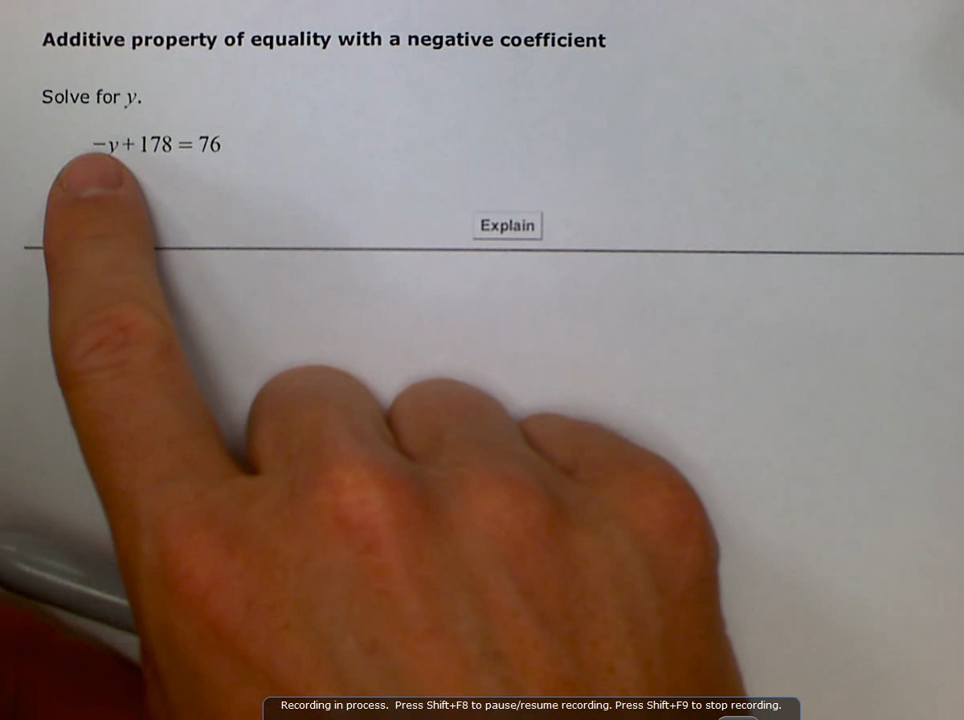 Additive property of equality with a negative coefficient
Solve for y.
−y + 178 = 76
Explain
Recording in process. Press Shift+F8 to pause/resume recording. Press Shift+F9 to stop recording.